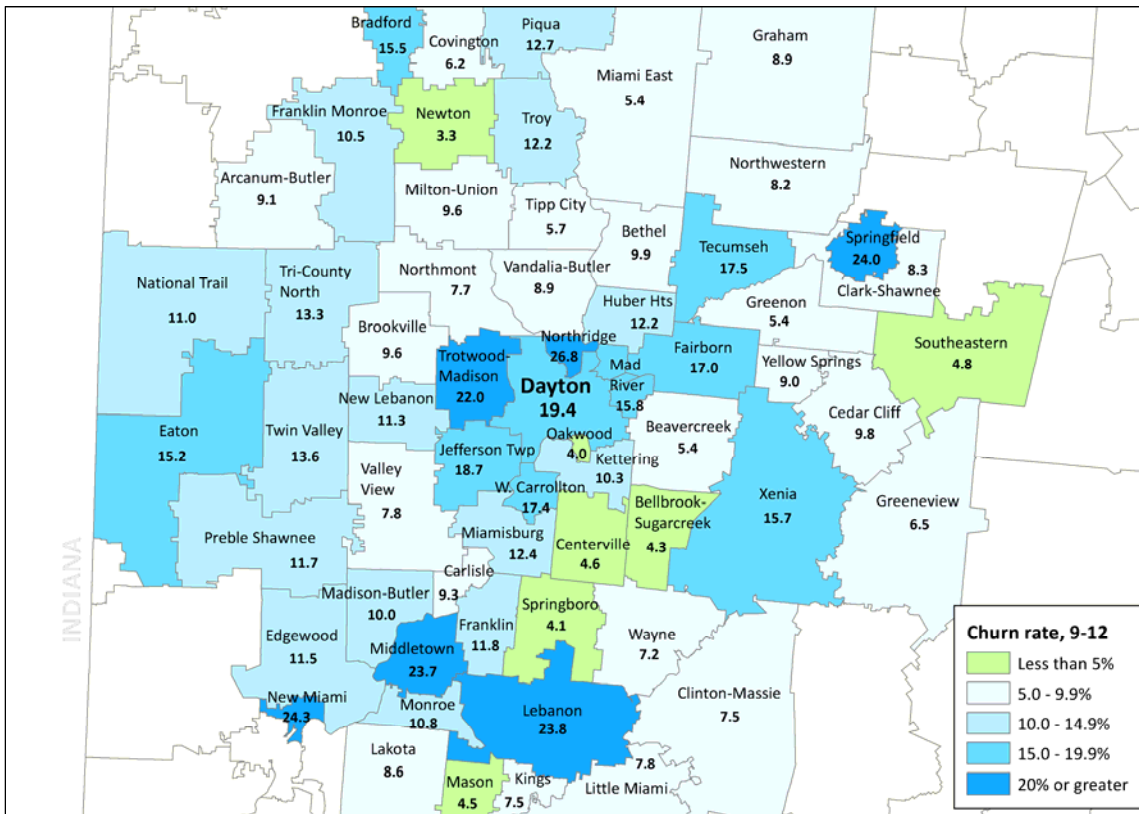 Bradford
15.5
Covington
6.2
Piqua
12.7
Graham
8.9
Miami East
5.4
Franklin Monroe
10.5
Newton
3.3
Troy
12.2
Northwestern
8.2
Arcanum-Butler
9.1
Milton-Union
9.6
Tipp City
5.7
Bethel
9.9
Tecumseh
17.5
Springfield
24.0
8.3
Clark-Shawnee
National Trail
11.0
Tri-County
North
13.3
Northmont
7.7
Vandalia-Butler
8.9
Huber Hts
12.2
Greenon
5.4
Brookville
9.6
Trotwood-
Madison
22.0
Northridge
26.8
Mad
River
15.8
Fairborn
17.0
Yellow Springs
9.0
Southeastern
4.8
Dayton
19.4
New Lebanon
11.3
Eaton
15.2
Twin Valley
13.6
Jefferson Twp
18.7
Oakwood
4.0
Kettering
10.3
Beavercreek
5.4
Cedar Cliff
9.8
Valley
View
7.8
W. Carrollton
17.4
Bellbrook-
Sugarcreek
4.3
Xenia
15.7
Greeneview
6.5
Preble Shawnee
11.7
Miamisburg
12.4
Centerville
4.6
INDIANA
Carlisle
9.3
Madison-Butler
10.0
Springboro
4.1
Edgewood
11.5
Franklin
11.8
Wayne
7.2
Middletown
23.7
New Miami
24.3
Monroe
10.8
Lebanon
23.8
Clinton-Massie
7.5
Lakota
8.6
Mason
4.5
Kings
7.5
7.8
Little Miami
Churn rate, 9-12
Less than 5%
5.0 - 9.9%
10.0 - 14.9%
15.0 - 19.9%
20% or greater